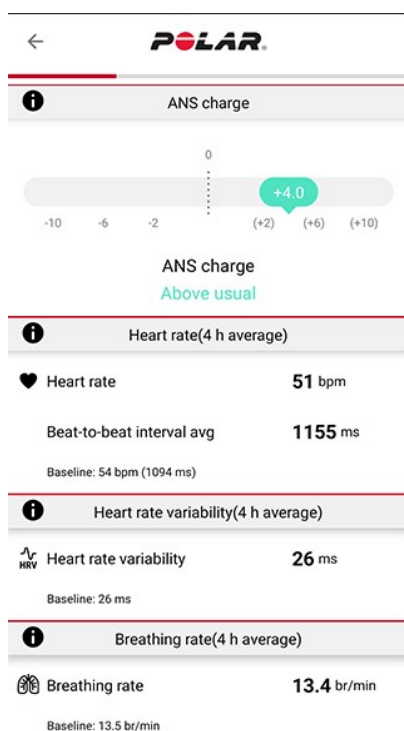 POLAR.
ANS charge
0
+4.0
-10 -6 -2 (+2) (+6) (+10)
ANS charge
Above usual
Heart rate(4 h average)
Heart rate 51 bpm
Beat-to-beat interval avg 1155 ms
Baseline: 54 bpm (1094 ms)
Heart rate variability(4 h average)
HRV Heart rate variability 26 ms
Baseline: 26 ms
Breathing rate(4 h average)
Breathing rate 13.4 br/min
Baseline: 13.5 br/min